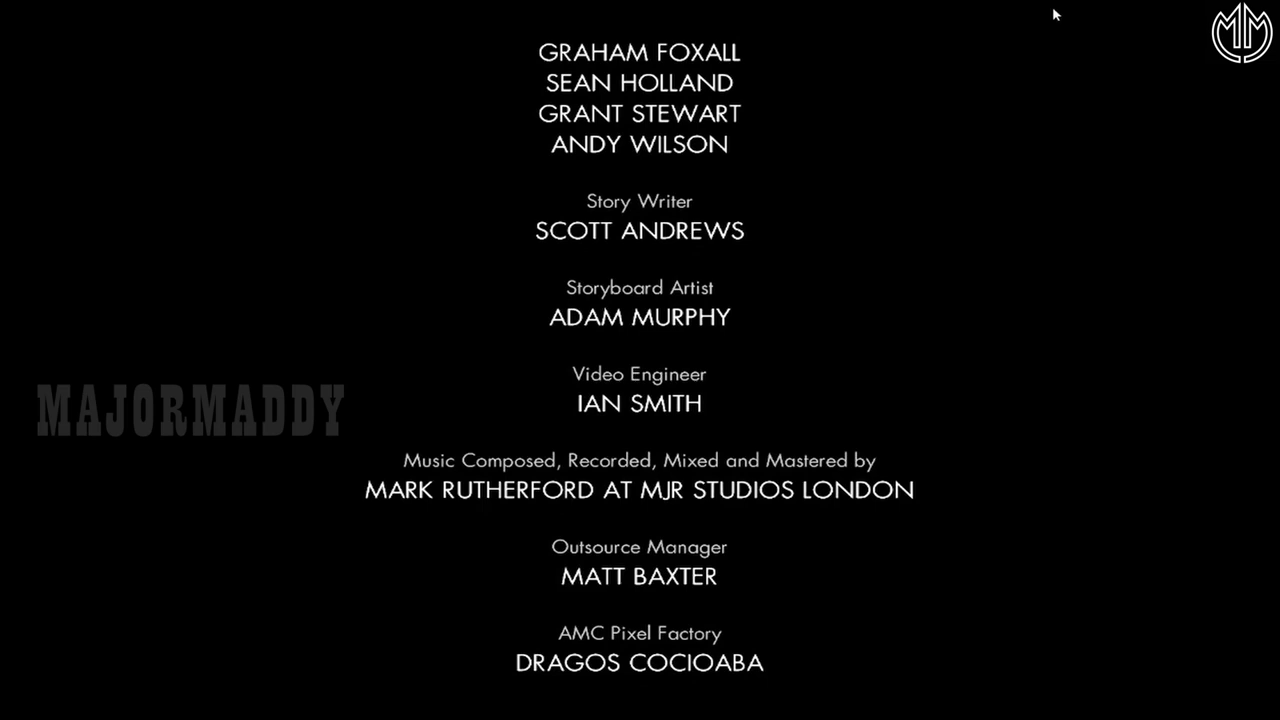 GRAHAM FOXALL
SEAN HOLLAND
GRANT STEWART
ANDY WILSON
Story Writer
SCOTT ANDREWS
Storyboard Artist
ADAM MURPHY
Video Engineer
IAN SMITH
MAJORMADDY
Music Composed, Recorded, Mixed and Mastered by
MARK RUTHERFORD AT MJR STUDIOS LONDON
Outsource Manager
MATT BAXTER
AMC Pixel Factory
DRAGOS COCIOABA